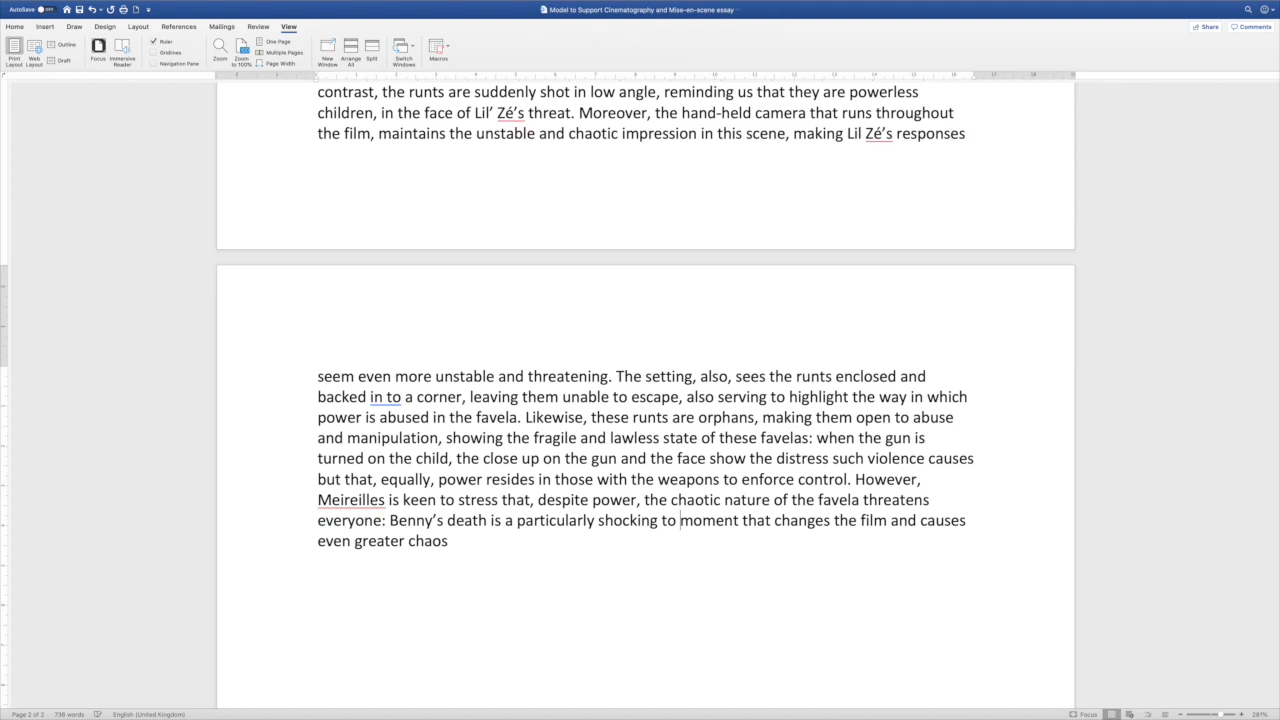 AutoSave OFF
Model to Support Cinematography and Mise-en-scene essay
Home Insert Draw Design Layout References Mailings Review View
Share Comments
Print Layout Web Layout Outline Draft Focus Immersive Reader Ruler Gridlines Navigation Pane Zoom Zoom to 100% One Page Multiple Pages Page Width New Window Arrange All Split Switch Windows Macros
contrast, the runts are suddenly shot in low angle, reminding us that they are powerless
children, in the face of Lil’ Zé’s threat. Moreover, the hand-held camera that runs throughout
the film, maintains the unstable and chaotic impression in this scene, making Lil Zé’s responses
seem even more unstable and threatening. The setting, also, sees the runts enclosed and
backed in to a corner, leaving them unable to escape, also serving to highlight the way in which
power is abused in the favela. Likewise, these runts are orphans, making them open to abuse
and manipulation, showing the fragile and lawless state of these favelas: when the gun is
turned on the child, the close up on the gun and the face show the distress such violence causes
but that, equally, power resides in those with the weapons to enforce control. However,
Meireilles is keen to stress that, despite power, the chaotic nature of the favela threatens
everyone: Benny’s death is a particularly shocking to moment that changes the film and causes
even greater chaos
Page 2 of 2 736 words English (United Kingdom) Focus 281%